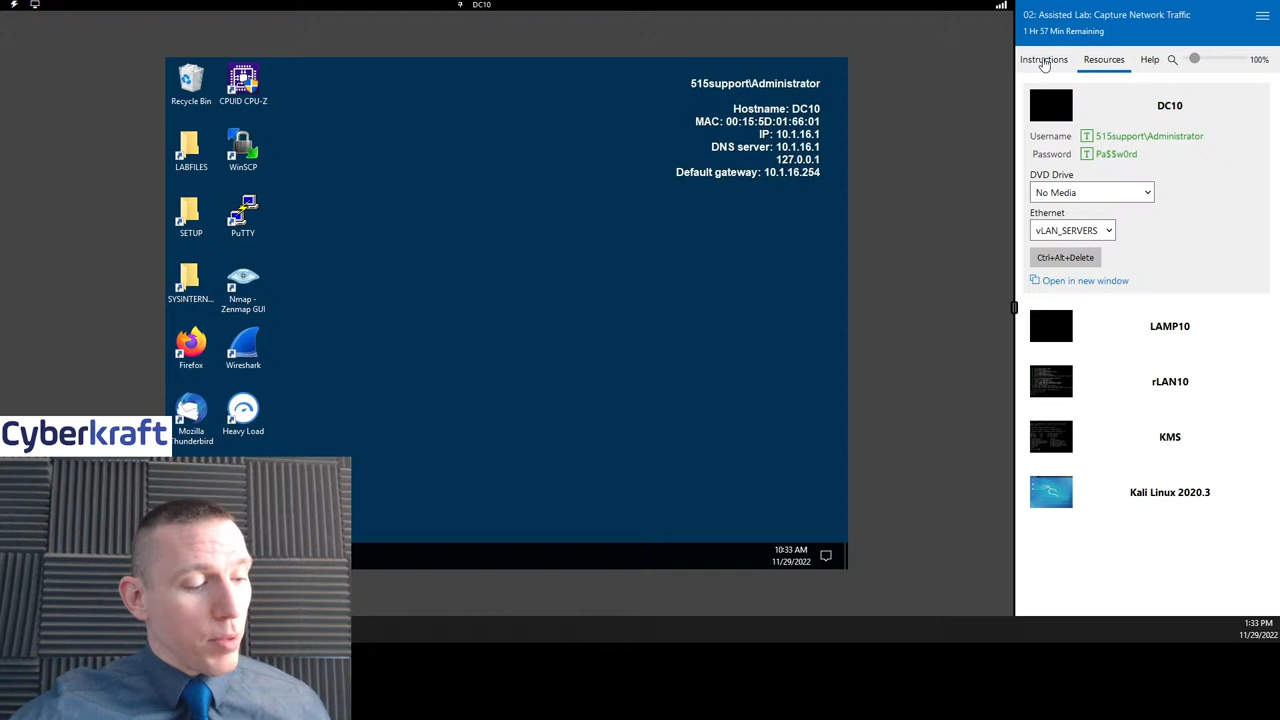 DC10
02: Assisted Lab: Capture Network Traffic
1 Hr 57 Min Remaining
Instructions
Resources
Help
100%
Recycle Bin
CPUID CPU-Z
LABFILES
WinSCP
SETUP
PuTTY
SYSINTERN...
Nmap -
Zenmap GUI
Firefox
Wireshark
Mozilla
Thunderbird
Heavy Load
515support\Administrator
Hostname: DC10
MAC: 00:15:5D:01:66:01
IP: 10.1.16.1
DNS server: 10.1.16.1
127.0.0.1
Default gateway: 10.1.16.254
10:33 AM
11/29/2022
Cyberkraft
DC10
Username T 515support\Administrator
Password T Pa$$w0rd
DVD Drive
No Media
Ethernet
vLAN_SERVERS
Ctrl+Alt+Delete
Open in new window
LAMP10
rLAN10
KMS
Kali Linux 2020.3
1:33 PM
11/29/2022